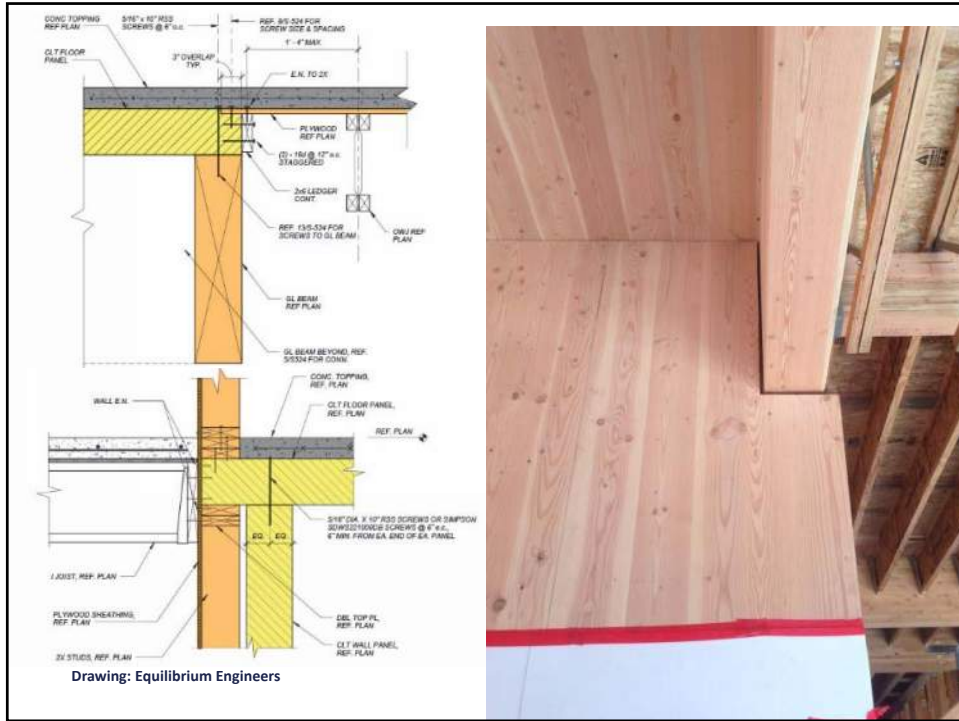 CONC TOPPING
REF PLAN
5/16" x 10" RSS
SCREWS @ 6" o.c.
REF. 9/S-524 FOR
SCREW SIZE & SPACING
1' - 4" MAX.
CLT FLOOR
PANEL
3" OVERLAP
TYP.
E.N. TO 2X
PLYWOOD
REF PLAN
(2) - 16d @ 12" o.c.
STAGGERED
2x6 LEDGER
CONT.
REF. 13/S-534 FOR
SCREWS TO GL BEAM
OWJ REF
PLAN
GL BEAM
REF PLAN
GL BEAM BEYOND, REF.
5/S534 FOR CONN.
CONC. TOPPING,
REF. PLAN
WALL E.N.
CLT FLOOR PANEL,
REF. PLAN
REF. PLAN
5/16" DIA. X 10" RSS SCREWS OR SIMPSON
SCREWS @ 6" o.c.,
6" MIN. FROM EA. END OF EA. PANEL
EQ.
EQ.
I JOIST, REF. PLAN
PLYWOOD SHEATHING,
REF. PLAN
DBL TOP PL,
REF. PLAN
CLT WALL PANEL,
REF. PLAN
2X STUDS, REF. PLAN
Drawing: Equilibrium Engineers